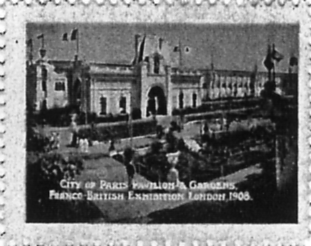 City of Paris Pavilion & Gardens.
Franco-British Exhibition London 1908.